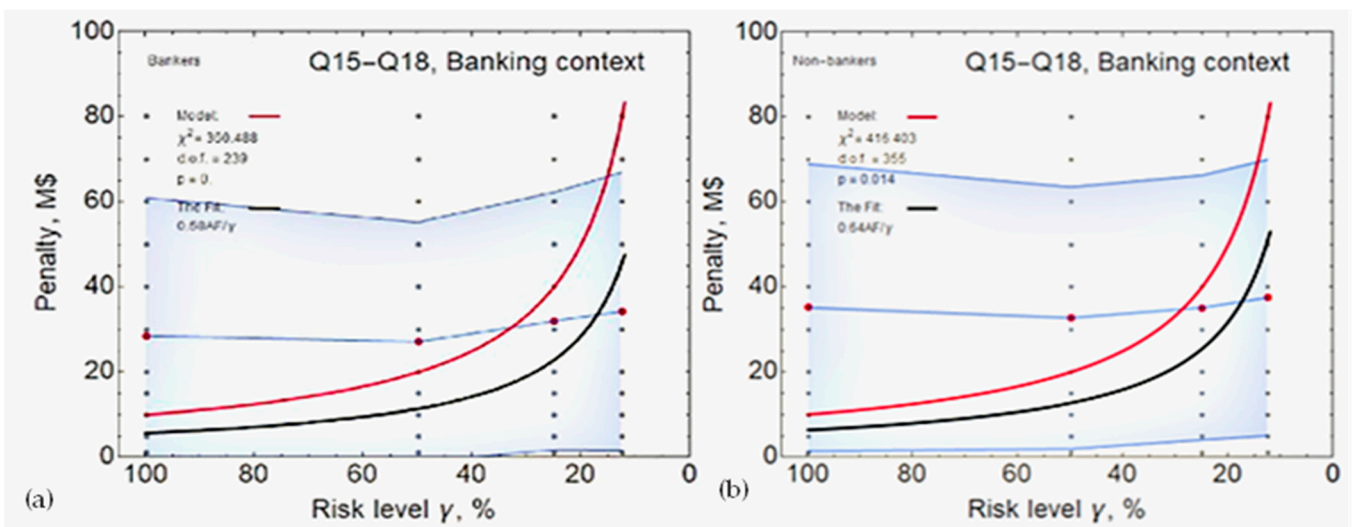 100
80
60
40
20
0
Penalty, M$
Bankers
Q15–Q18, Banking context
Model:
χ²= 350.488
d.o.f. = 239
p = 0.
The Fit:
0.58AF/γ
100
80
60
40
20
0
Risk level γ, %
(a)
100
80
60
40
20
0
Penalty, M$
Non-bankers
Q15–Q18, Banking context
Model:
χ²= 416.403
d.o.f. = 355
p = 0.014
The Fit:
0.64AF/γ
100
80
60
40
20
0
Risk level γ, %
(b)